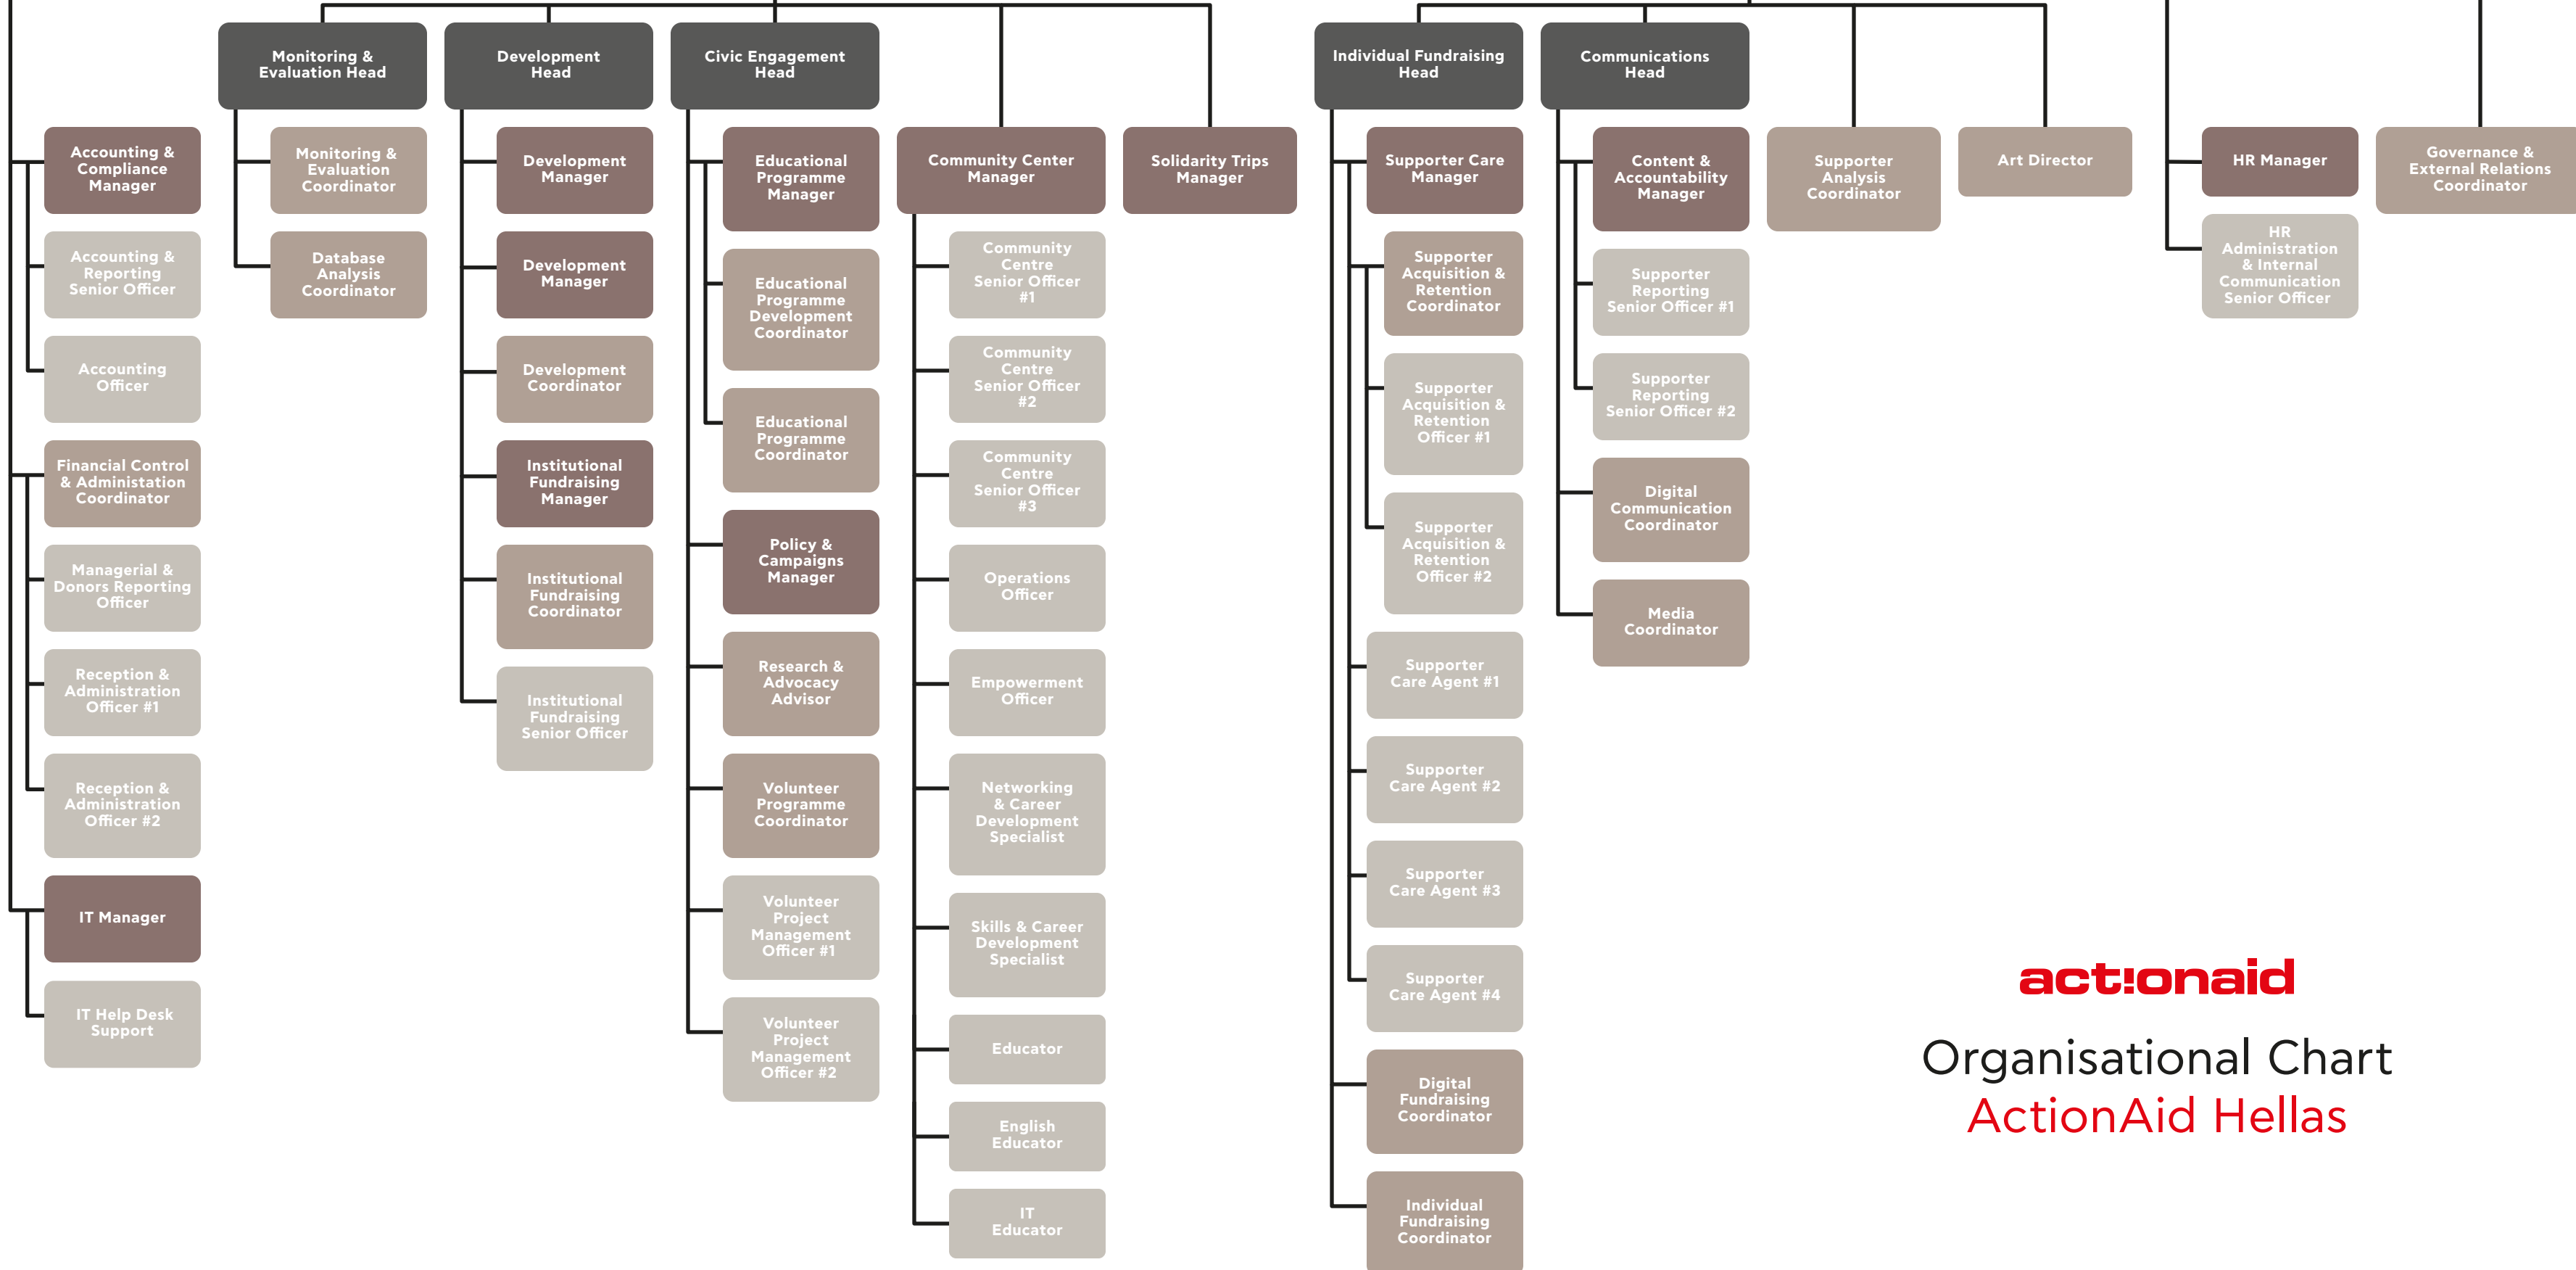 Monitoring &
Evaluation Head
Development
Head
Civic Engagement
Head
Individual Fundraising
Head
Communications
Head
Accounting &
Compliance
Manager
Accounting &
Reporting
Senior Officer
Accounting
Officer
Financial Control
& Administation
Coordinator
Managerial &
Donors Reporting
Officer
Reception &
Administration
Officer #1
Reception &
Administration
Officer #2
IT Manager
IT Help Desk
Support
Monitoring &
Evaluation
Coordinator
Database
Analysis
Coordinator
Development
Manager
Development
Manager
Development
Coordinator
Institutional
Fundraising
Manager
Institutional
Fundraising
Coordinator
Institutional
Fundraising
Senior Officer
Educational
Programme
Manager
Educational
Programme
Development
Coordinator
Educational
Programme
Coordinator
Policy &
Campaigns
Manager
Research &
Advocacy
Advisor
Volunteer
Programme
Coordinator
Volunteer
Project
Management
Officer #1
Volunteer
Project
Management
Officer #2
Community Center
Manager
Community
Centre
Senior Officer
#1
Community
Centre
Senior Officer
#2
Community
Centre
Senior Officer
#3
Operations
Officer
Empowerment
Officer
Networking
& Career
Development
Specialist
Skills & Career
Development
Specialist
Educator
English
Educator
IT
Educator
Solidarity Trips
Manager
Supporter Care
Manager
Supporter
Acquisition &
Retention
Coordinator
Supporter
Acquisition &
Retention
Officer #1
Supporter
Acquisition &
Retention
Officer #2
Supporter
Care Agent #1
Supporter
Care Agent #2
Supporter
Care Agent #3
Supporter
Care Agent #4
Digital
Fundraising
Coordinator
Individual
Fundraising
Coordinator
Content &
Accountability
Manager
Supporter
Reporting
Senior Officer #1
Supporter
Reporting
Senior Officer #2
Digital
Communication
Coordinator
Media
Coordinator
Supporter
Analysis
Coordinator
Art Director
HR Manager
HR
Administration
& Internal
Communication
Senior Officer
Governance &
External Relations
Coordinator
act!onaid
Organisational Chart
ActionAid Hellas